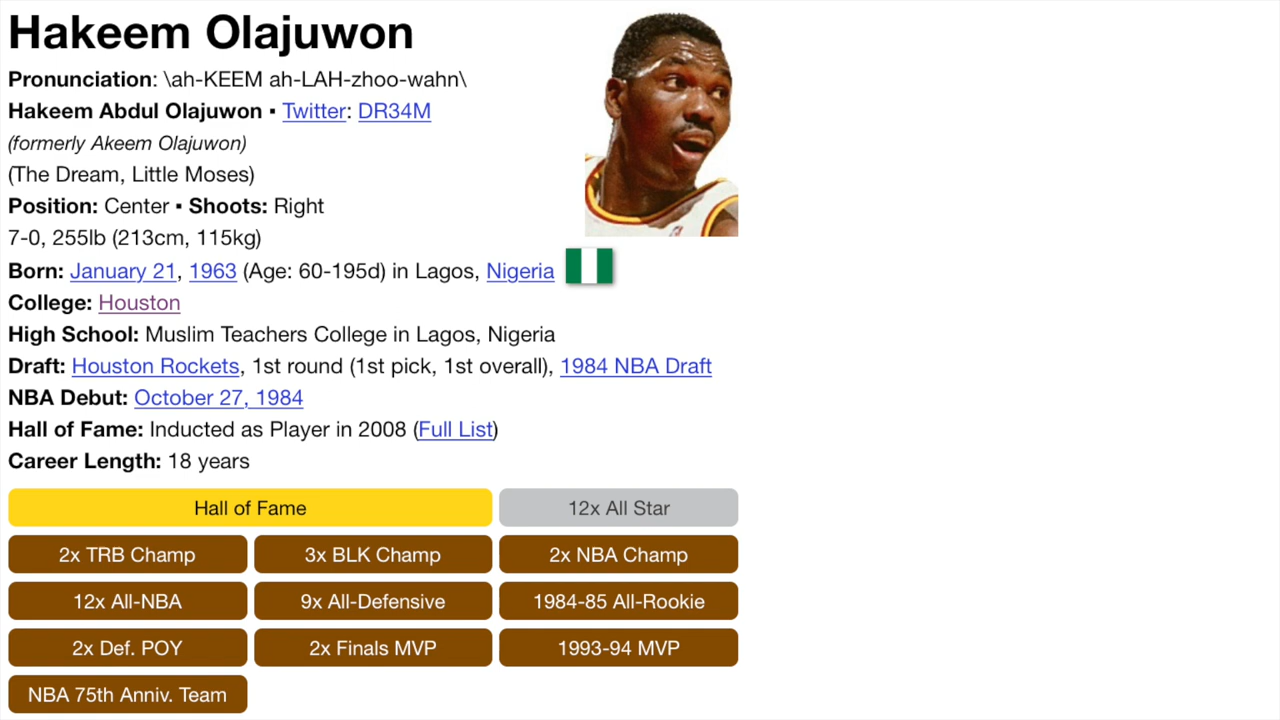 Hakeem Olajuwon
Pronunciation: \ah-KEEM ah-LAH-zhoo-wahn\
Hakeem Abdul Olajuwon ▪ Twitter: DR34M
(formerly Akeem Olajuwon)
(The Dream, Little Moses)
Position: Center ▪ Shoots: Right
7-0, 255lb (213cm, 115kg)
Born: January 21, 1963 (Age: 60-195d) in Lagos, Nigeria
College: Houston
High School: Muslim Teachers College in Lagos, Nigeria
Draft: Houston Rockets, 1st round (1st pick, 1st overall), 1984 NBA Draft
NBA Debut: October 27, 1984
Hall of Fame: Inducted as Player in 2008 (Full List)
Career Length: 18 years
Hall of Fame 12x All Star
2x TRB Champ 3x BLK Champ 2x NBA Champ
12x All-NBA 9x All-Defensive 1984-85 All-Rookie
2x Def. POY 2x Finals MVP 1993-94 MVP
NBA 75th Anniv. Team